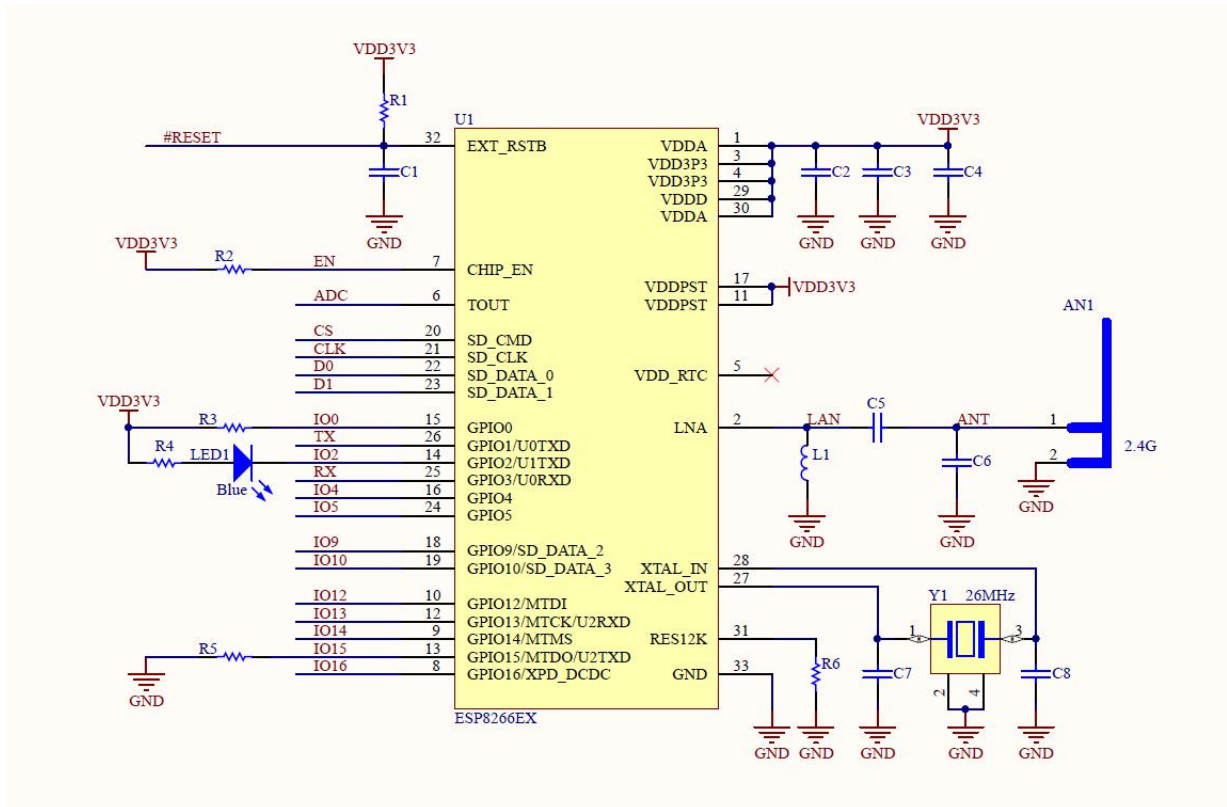 VDD3V3
R1
U1
#RESET
32
EXT_RSTB
C1
GND
VDD3V3
R2
EN
7
CHIP_EN
ADC
6
TOUT
CS
20
SD_CMD
CLK
21
SD_CLK
D0
22
SD_DATA_0
D1
23
SD_DATA_1
VDD3V3
R3
IO0
15
GPIO0
TX
26
GPIO1/U0TXD
R4
LED1
Blue
IO2
14
GPIO2/U1TXD
RX
25
GPIO3/U0RXD
IO4
16
GPIO4
IO5
24
GPIO5
IO9
18
GPIO9/SD_DATA_2
IO10
19
GPIO10/SD_DATA_3
IO12
10
GPIO12/MTDI
IO13
12
GPIO13/MTCK/U2RXD
IO14
9
GPIO14/MTMS
R5
IO15
13
GPIO15/MTDO/U2TXD
IO16
8
GPIO16/XPD_DCDC
GND
ESP8266EX
VDDA
1
VDD3P3
3
VDD3P3
4
VDDD
29
VDDA
30
VDD3V3
C2
C3
C4
GND
GND
GND
VDDPST
17
VDDPST
11
VDD3V3
VDD_RTC
5
LNA
2
LAN
C5
ANT
1
AN1
2.4G
2
L1
C6
GND
GND
GND
XTAL_IN
28
XTAL_OUT
27
Y1
26MHz
1
3
2
4
RES12K
31
R6
C7
C8
GND
33
GND
GND
GND
GND
GND